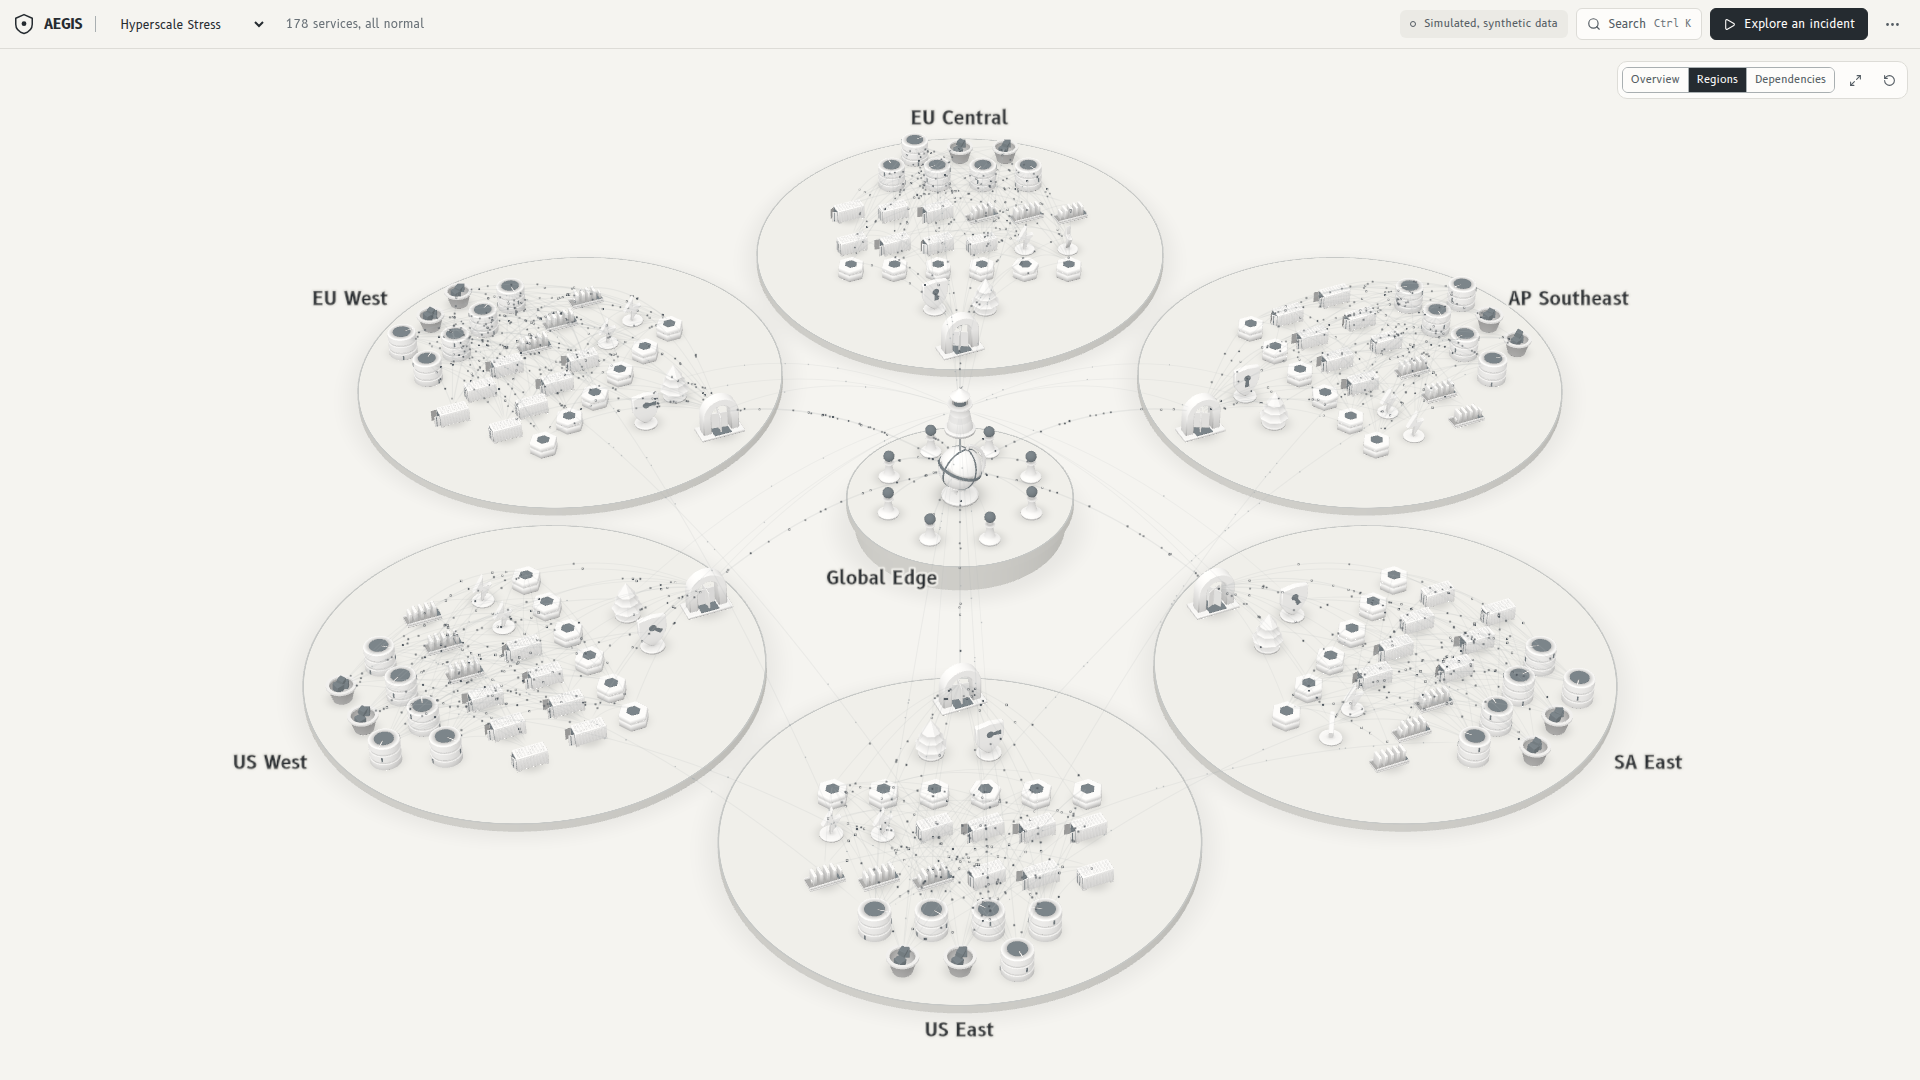 AEGIS Hyperscale Stress 178 services, all normal Simulated, synthetic data Search Ctrl K Explore an incident
Overview Regions Dependencies
EU Central
EU West
AP Southeast
Global Edge
US West
SA East
US East